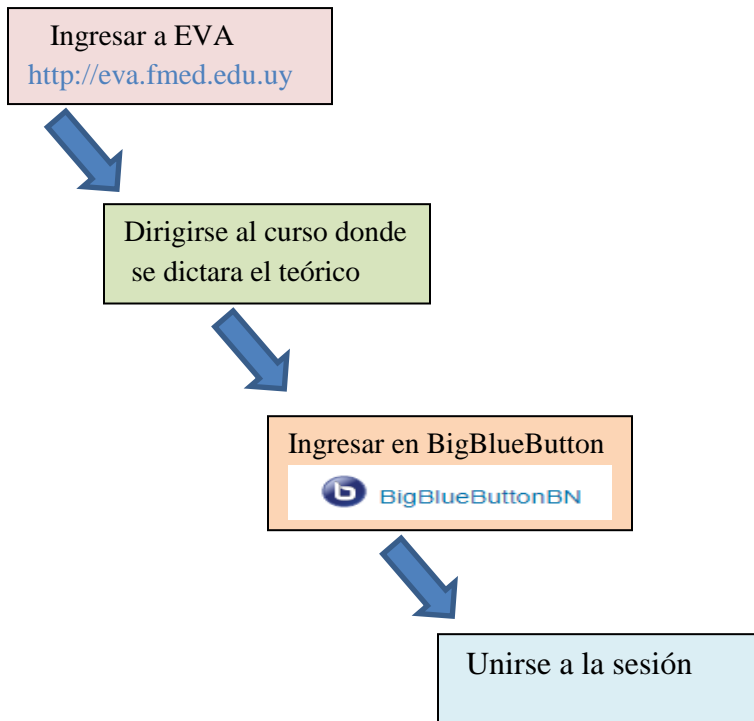 Ingresar a EVA
http://eva.fmed.edu.uy
Dirigirse al curso donde
se dictara el teórico
Ingresar en BigBlueButton
b BigBlueButtonBN
Unirse a la sesión